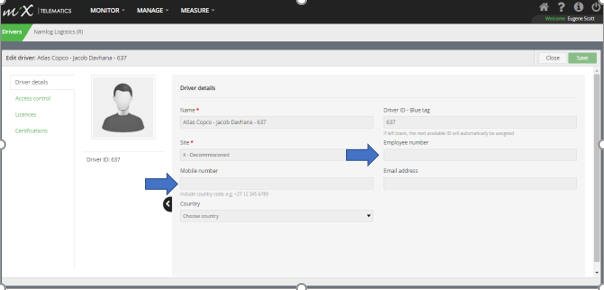 MiX | TELEMATICS MONITOR MANAGE MEASURE
Welcome Eugene Scott
Drivers Namlog Logistics (R)
Edit driver: Atlas Copco - Jacob Davhana - 637 Close Save
Driver details
Access control
Licences
Certifications
Driver ID: 637
Driver details
Name * Driver ID - Blue tag
Atlas Copco - Jacob Davhana - 637 637
If left blank, the next available ID will automatically be assigned
Site * Employee number
X - Decommissioned
Mobile number Email address
Include country code e.g. +27 12 345 6789
Country
Choose country